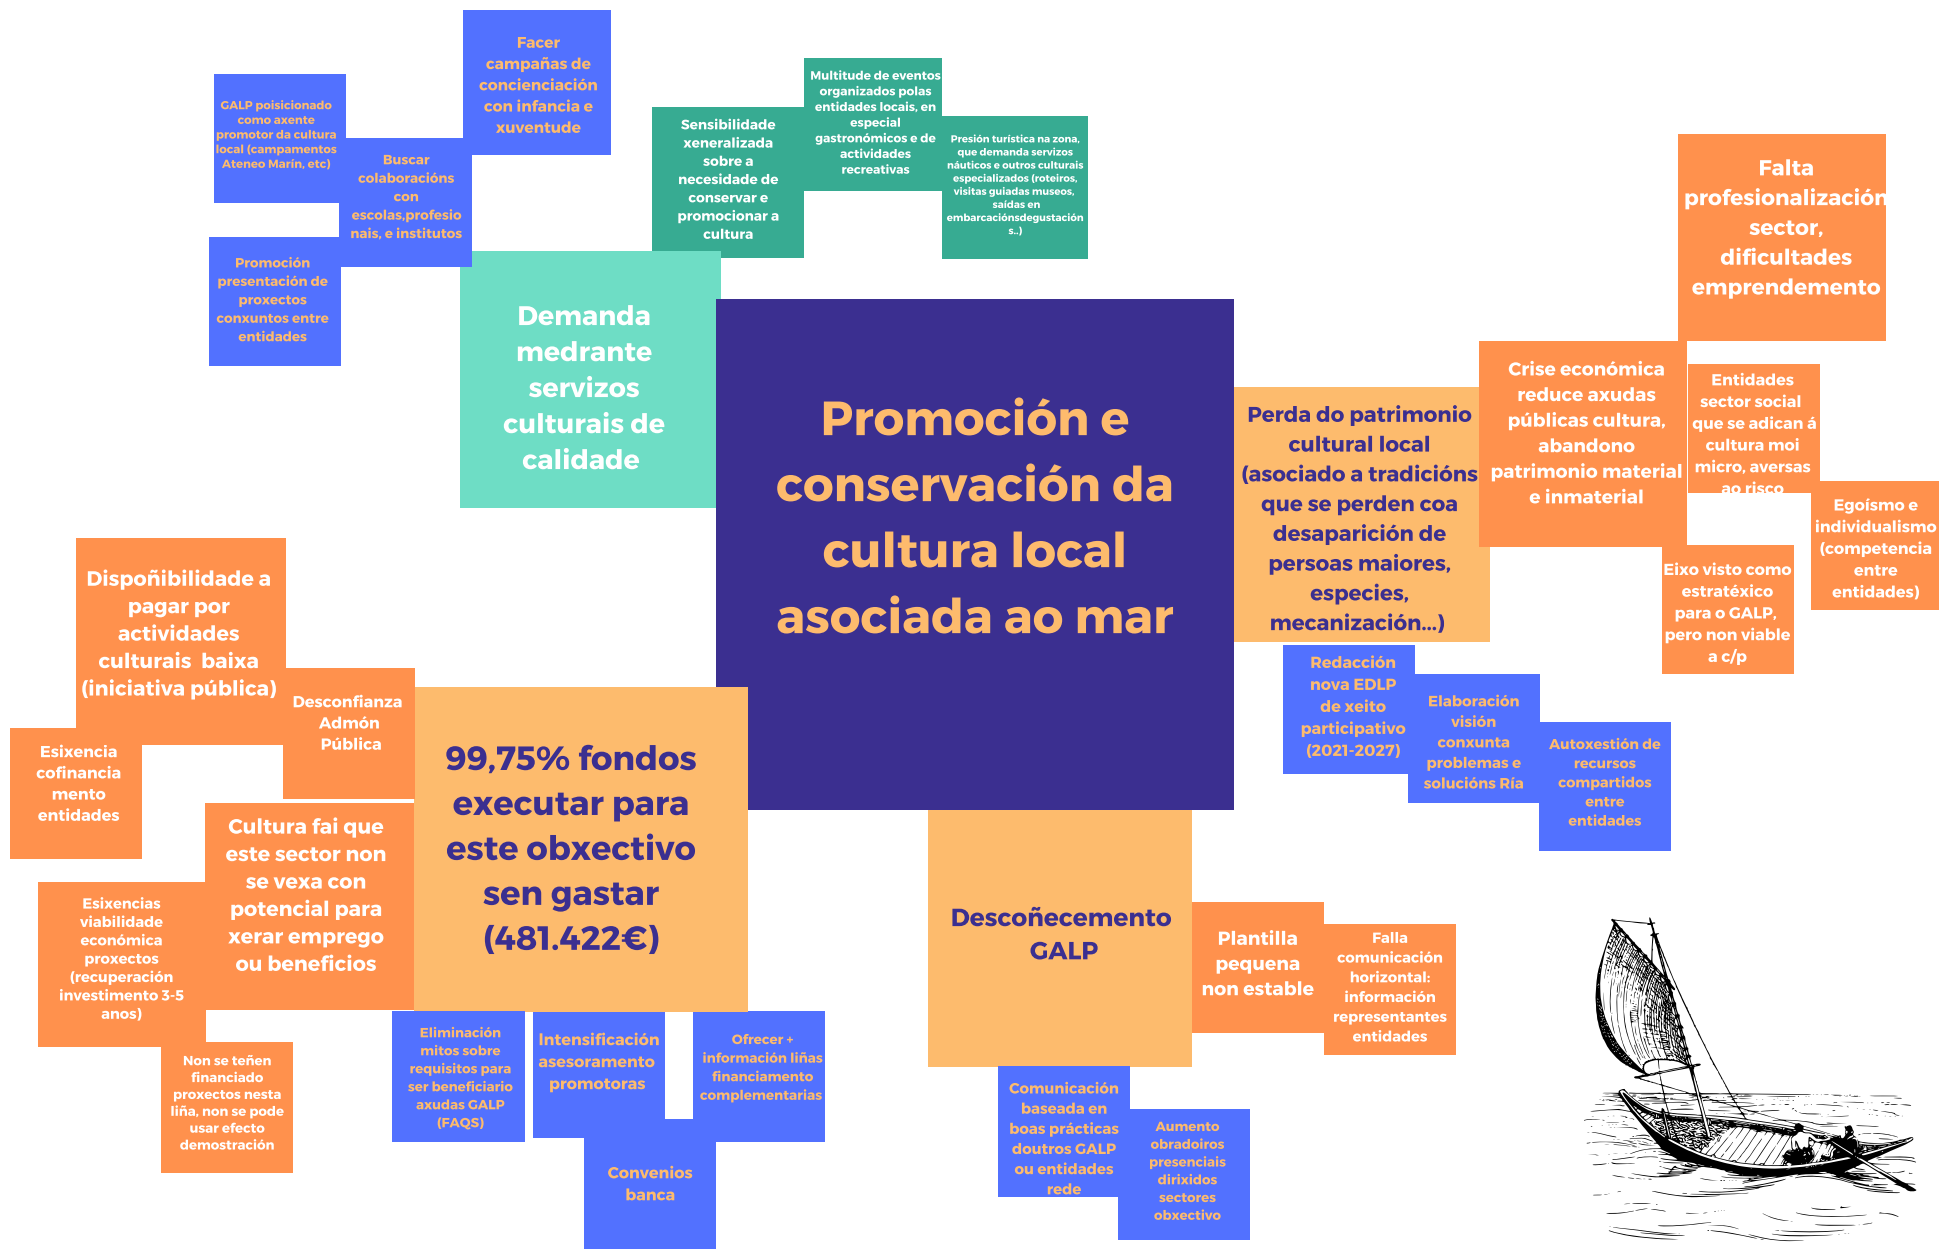 Facer
campañas de
concienciación
con infancia e
xuventude
GALP poisicionado
como axente
promotor da cultura
local (campamentos
Ateneo Marín, etc)
Buscar
colaboracións
con
escolas,profesio
nais, e institutos
Promoción
presentación de
proxectos
conxuntos entre
entidades
Sensibilidade
xeneralizada
sobre a
necesidade de
conservar e
promocionar a
cultura
Multitude de eventos
organizados polas
entidades locais, en
especial
gastronómicos e de
actividades
recreativas
Presión turística na zona,
que demanda servizos
náuticos e outros culturais
especializados (roteiros,
visitas guiadas museos,
saídas en
embarcaciónsdegustación
s..)
Demanda
medrante
servizos
culturais de
calidade
Promoción e
conservación da
cultura local
asociada ao mar
Perda do patrimonio
cultural local
(asociado a tradicións
que se perden coa
desaparición de
persoas maiores,
especies,
mecanización...)
Crise económica
reduce axudas
públicas cultura,
abandono
patrimonio material
e inmaterial
Falta
profesionalización
sector,
dificultades
emprendemento
Entidades
sector social
que se adican á
cultura moi
micro, aversas
ao risco
Egoísmo e
individualismo
(competencia
entre
entidades)
Eixo visto como
estratéxico
para o GALP,
pero non viable
a c/p
Redacción
nova EDLP
de xeito
participativo
(2021-2027)
Elaboración
visión
conxunta
problemas e
solucións Ría
Autoxestión de
recursos
compartidos
entre
entidades
Dispoñibilidade a
pagar por
actividades
culturais baixa
(iniciativa pública)
Desconfianza
Admón
Pública
Esixencia
cofinancia
mento
entidades
Cultura fai que
este sector non
se vexa con
potencial para
xerar emprego
ou beneficios
Esixencias
viabilidade
económica
proxectos
(recuperación
investimento 3-5
anos)
Non se teñen
financiado
proxectos nesta
liña, non se pode
usar efecto
demostración
99,75% fondos
executar para
este obxectivo
sen gastar
(481.422€)
Eliminación
mitos sobre
requisitos para
ser beneficiario
axudas GALP
(FAQS)
Intensificación
asesoramento
promotoras
Ofrecer +
información liñas
financiamento
complementarias
Convenios
banca
Descoñecemento
GALP
Plantilla
pequena
non estable
Falla
comunicación
horizontal:
información
representantes
entidades
Comunicación
baseada en
boas prácticas
doutros GALP
ou entidades
rede
Aumento
obradoiros
presenciais
dirixidos
sectores
obxectivo